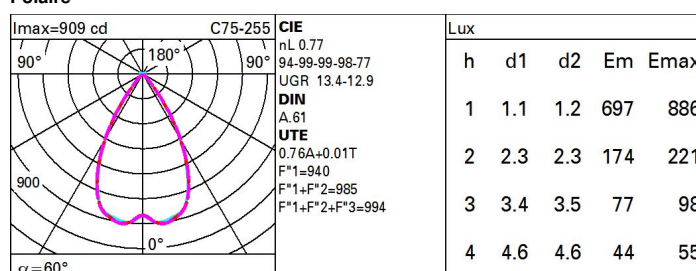 Polaire
Imax=909 cd C75-255
90° 180° 90°
900
0°
α=60°
CIE
nL 0.77
94-99-99-98-77
UGR 13.4-12.9
DIN
A.61
UTE
0.76A+0.01T
F"1=940
F"1+F"2=985
F"1+F"2+F"3=994
Lux
h d1 d2 Em Emax
1 1.1 1.2 697 886
2 2.3 2.3 174 221
3 3.4 3.5 77 98
4 4.6 4.6 44 55